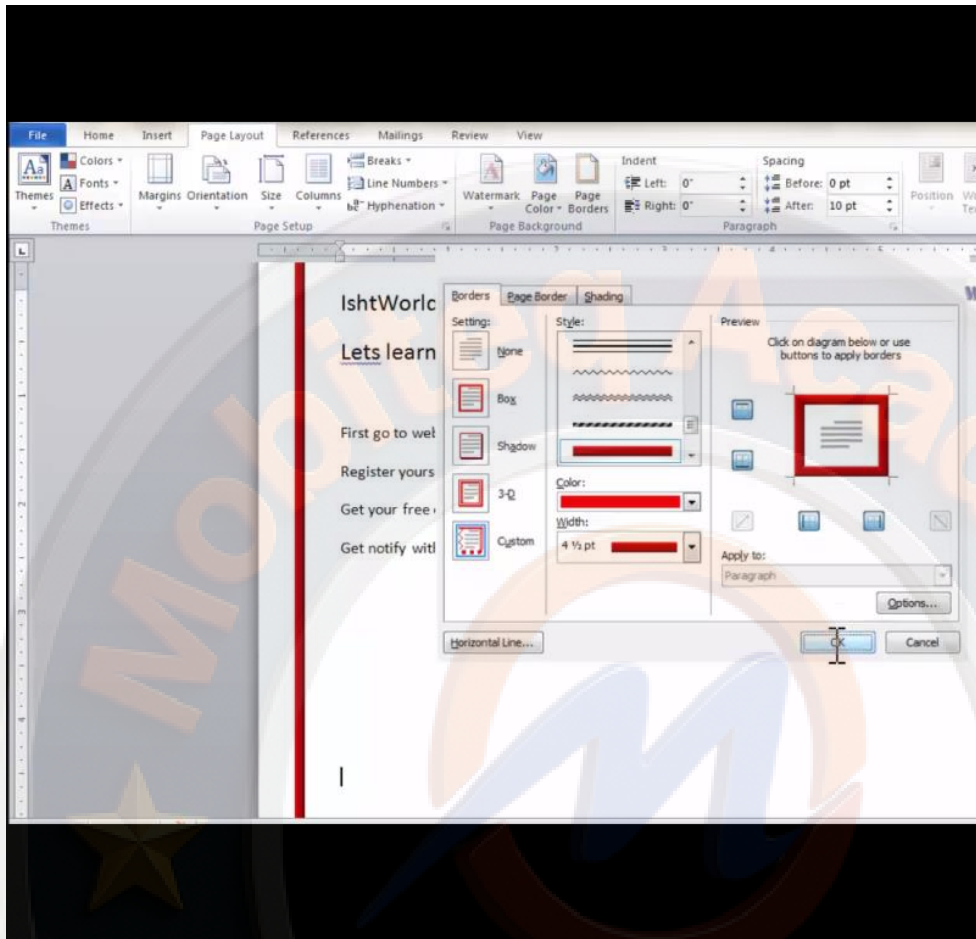 File Home Insert Page Layout References Mailings Review View
Colors
Fonts
Effects
Themes
Themes
Margins Orientation Size Columns
Breaks
Line Numbers
Hyphenation
Page Setup
Watermark Page Color Page Borders
Page Background
Indent
Left: 0"
Right: 0"
Spacing
Before: 0 pt
After: 10 pt
Paragraph
Position
IshtWorld
Lets learn
First go to
Register yours
Get your free
Get notify
Borders Page Border Shading
Setting:
None
Box
Shadow
3-D
Custom
Style:
Color:
Width:
4 ½ pt
Preview
Click on diagram below or use
buttons to apply borders
Apply to:
Paragraph
Options...
Horizontal Line...
OK Cancel
Mobiteq Aca